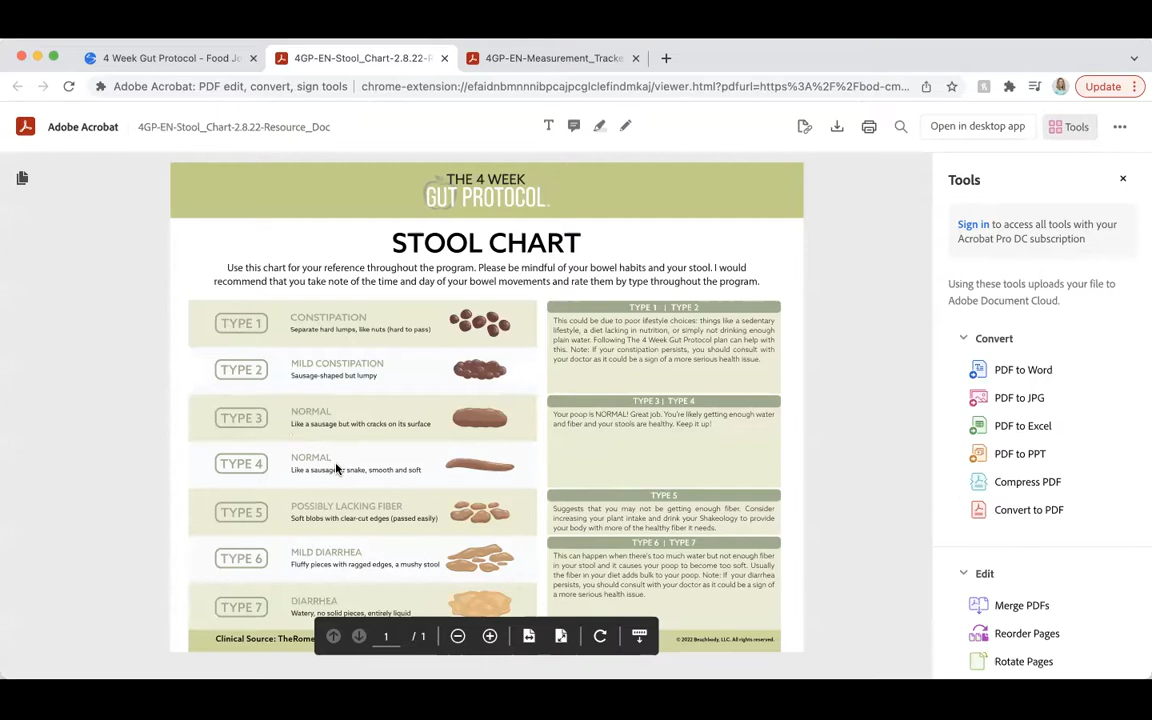 4 Week Gut Protocol - Food Jo
4GP-EN-Stool_Chart-2.8.22-R
4GP-EN-Measurement_Tracke
Adobe Acrobat: PDF edit, convert, sign tools
chrome-extension://efaidnbmnnnibpcajpcglclefindmkaj/viewer.html?pdfurl=https%3A%2F%2Fbod-cm...
Update
Adobe Acrobat
4GP-EN-Stool_Chart-2.8.22-Resource_Doc
Open in desktop app
Tools
THE 4 WEEK
GUT PROTOCOL
STOOL CHART
Use this chart for your reference throughout the program. Please be mindful of your bowel habits and your stool. I would
recommend that you take note of the time and day of your bowel movements and rate them by type throughout the program.
TYPE 1
CONSTIPATION
Separate hard lumps, like nuts (hard to pass)
TYPE 2
MILD CONSTIPATION
Sausage-shaped but lumpy
TYPE 3
NORMAL
Like a sausage but with cracks on its surface
TYPE 4
NORMAL
Like a sausage snake, smooth and soft
TYPE 5
POSSIBLY LACKING FIBER
Soft blobs with clear-cut edges (passed easily)
TYPE 6
MILD DIARRHEA
Fluffy pieces with ragged edges, a mushy stool
TYPE 7
DIARRHEA
Watery, no solid pieces, entirely liquid
TYPE 1 | TYPE 2
This could be due to poor lifestyle choices: things like a sedentary
lifestyle, a diet lacking in nutrition, or simply not drinking enough
plain water. Following The 4 Week Gut Protocol plan can help with
this. Note: If your constipation persists, you should consult with
your doctor as it could be a sign of a more serious health issue.
TYPE 3 | TYPE 4
Your poop is NORMAL! Great job. You're likely getting enough water
and fiber and your stools are healthy. Keep it up!
TYPE 5
Suggests that you may not be getting enough fiber. Consider
increasing your plant intake and drink your Shakeology to provide
your body with more of the healthy fiber it needs.
TYPE 6 | TYPE 7
This can happen when there's too much water but not enough fiber
in your stool and it causes your poop to become too soft. Usually
the fiber in your diet adds bulk to your poop. Note: If your diarrhea
persists, you should consult with your doctor as it could be a sign of
a more serious health issue.
Clinical Source: TheRome
© 2022 Beachbody, LLC. All rights reserved.
1 / 1
Tools
Sign in to access all tools with your
Acrobat Pro DC subscription
Using these tools uploads your file to
Adobe Document Cloud.
Convert
PDF to Word
PDF to JPG
PDF to Excel
PDF to PPT
Compress PDF
Convert to PDF
Edit
Merge PDFs
Reorder Pages
Rotate Pages